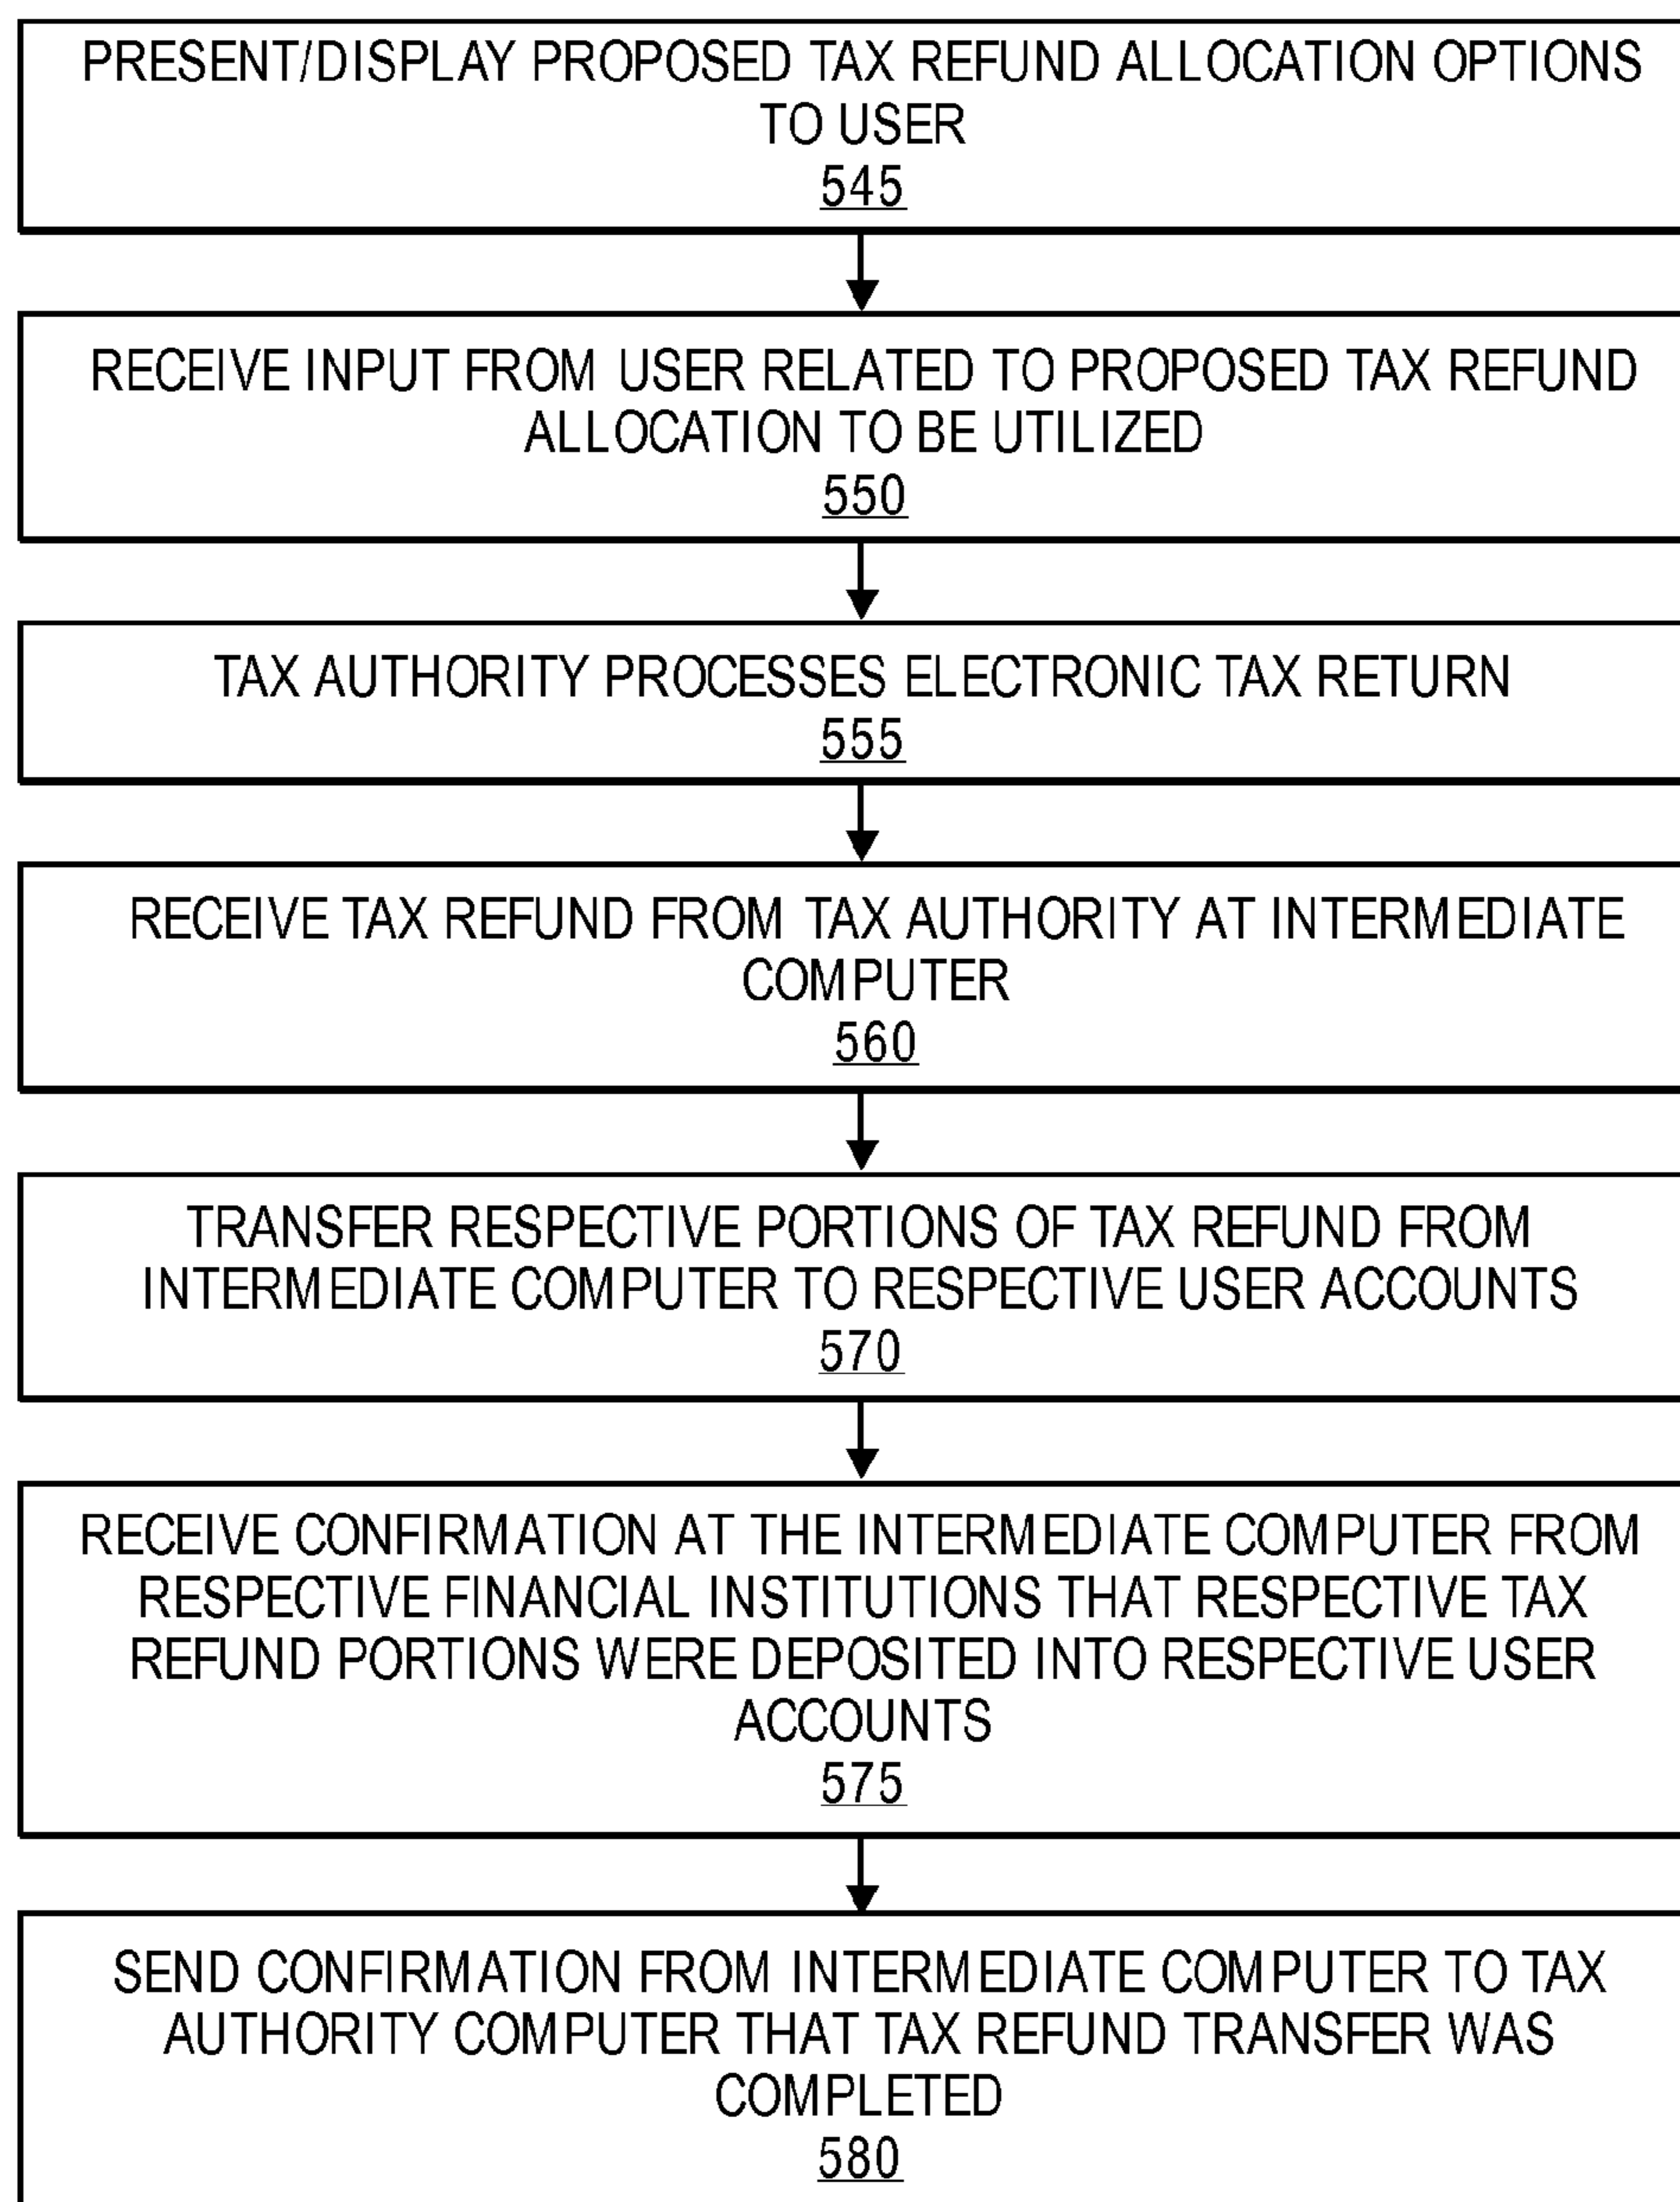 PRESENT/DISPLAY PROPOSED TAX REFUND ALLOCATION OPTIONS
TO USER
545
RECEIVE INPUT FROM USER RELATED TO PROPOSED TAX REFUND
ALLOCATION TO BE UTILIZED
550
TAX AUTHORITY PROCESSES ELECTRONIC TAX RETURN
555
RECEIVE TAX REFUND FROM TAX AUTHORITY AT INTERMEDIATE
COMPUTER
560
TRANSFER RESPECTIVE PORTIONS OF TAX REFUND FROM
INTERMEDIATE COMPUTER TO RESPECTIVE USER ACCOUNTS
570
RECEIVE CONFIRMATION AT THE INTERMEDIATE COMPUTER FROM
RESPECTIVE FINANCIAL INSTITUTIONS THAT RESPECTIVE TAX
REFUND PORTIONS WERE DEPOSITED INTO RESPECTIVE USER
ACCOUNTS
575
SEND CONFIRMATION FROM INTERMEDIATE COMPUTER TO TAX
AUTHORITY COMPUTER THAT TAX REFUND TRANSFER WAS
COMPLETED
580